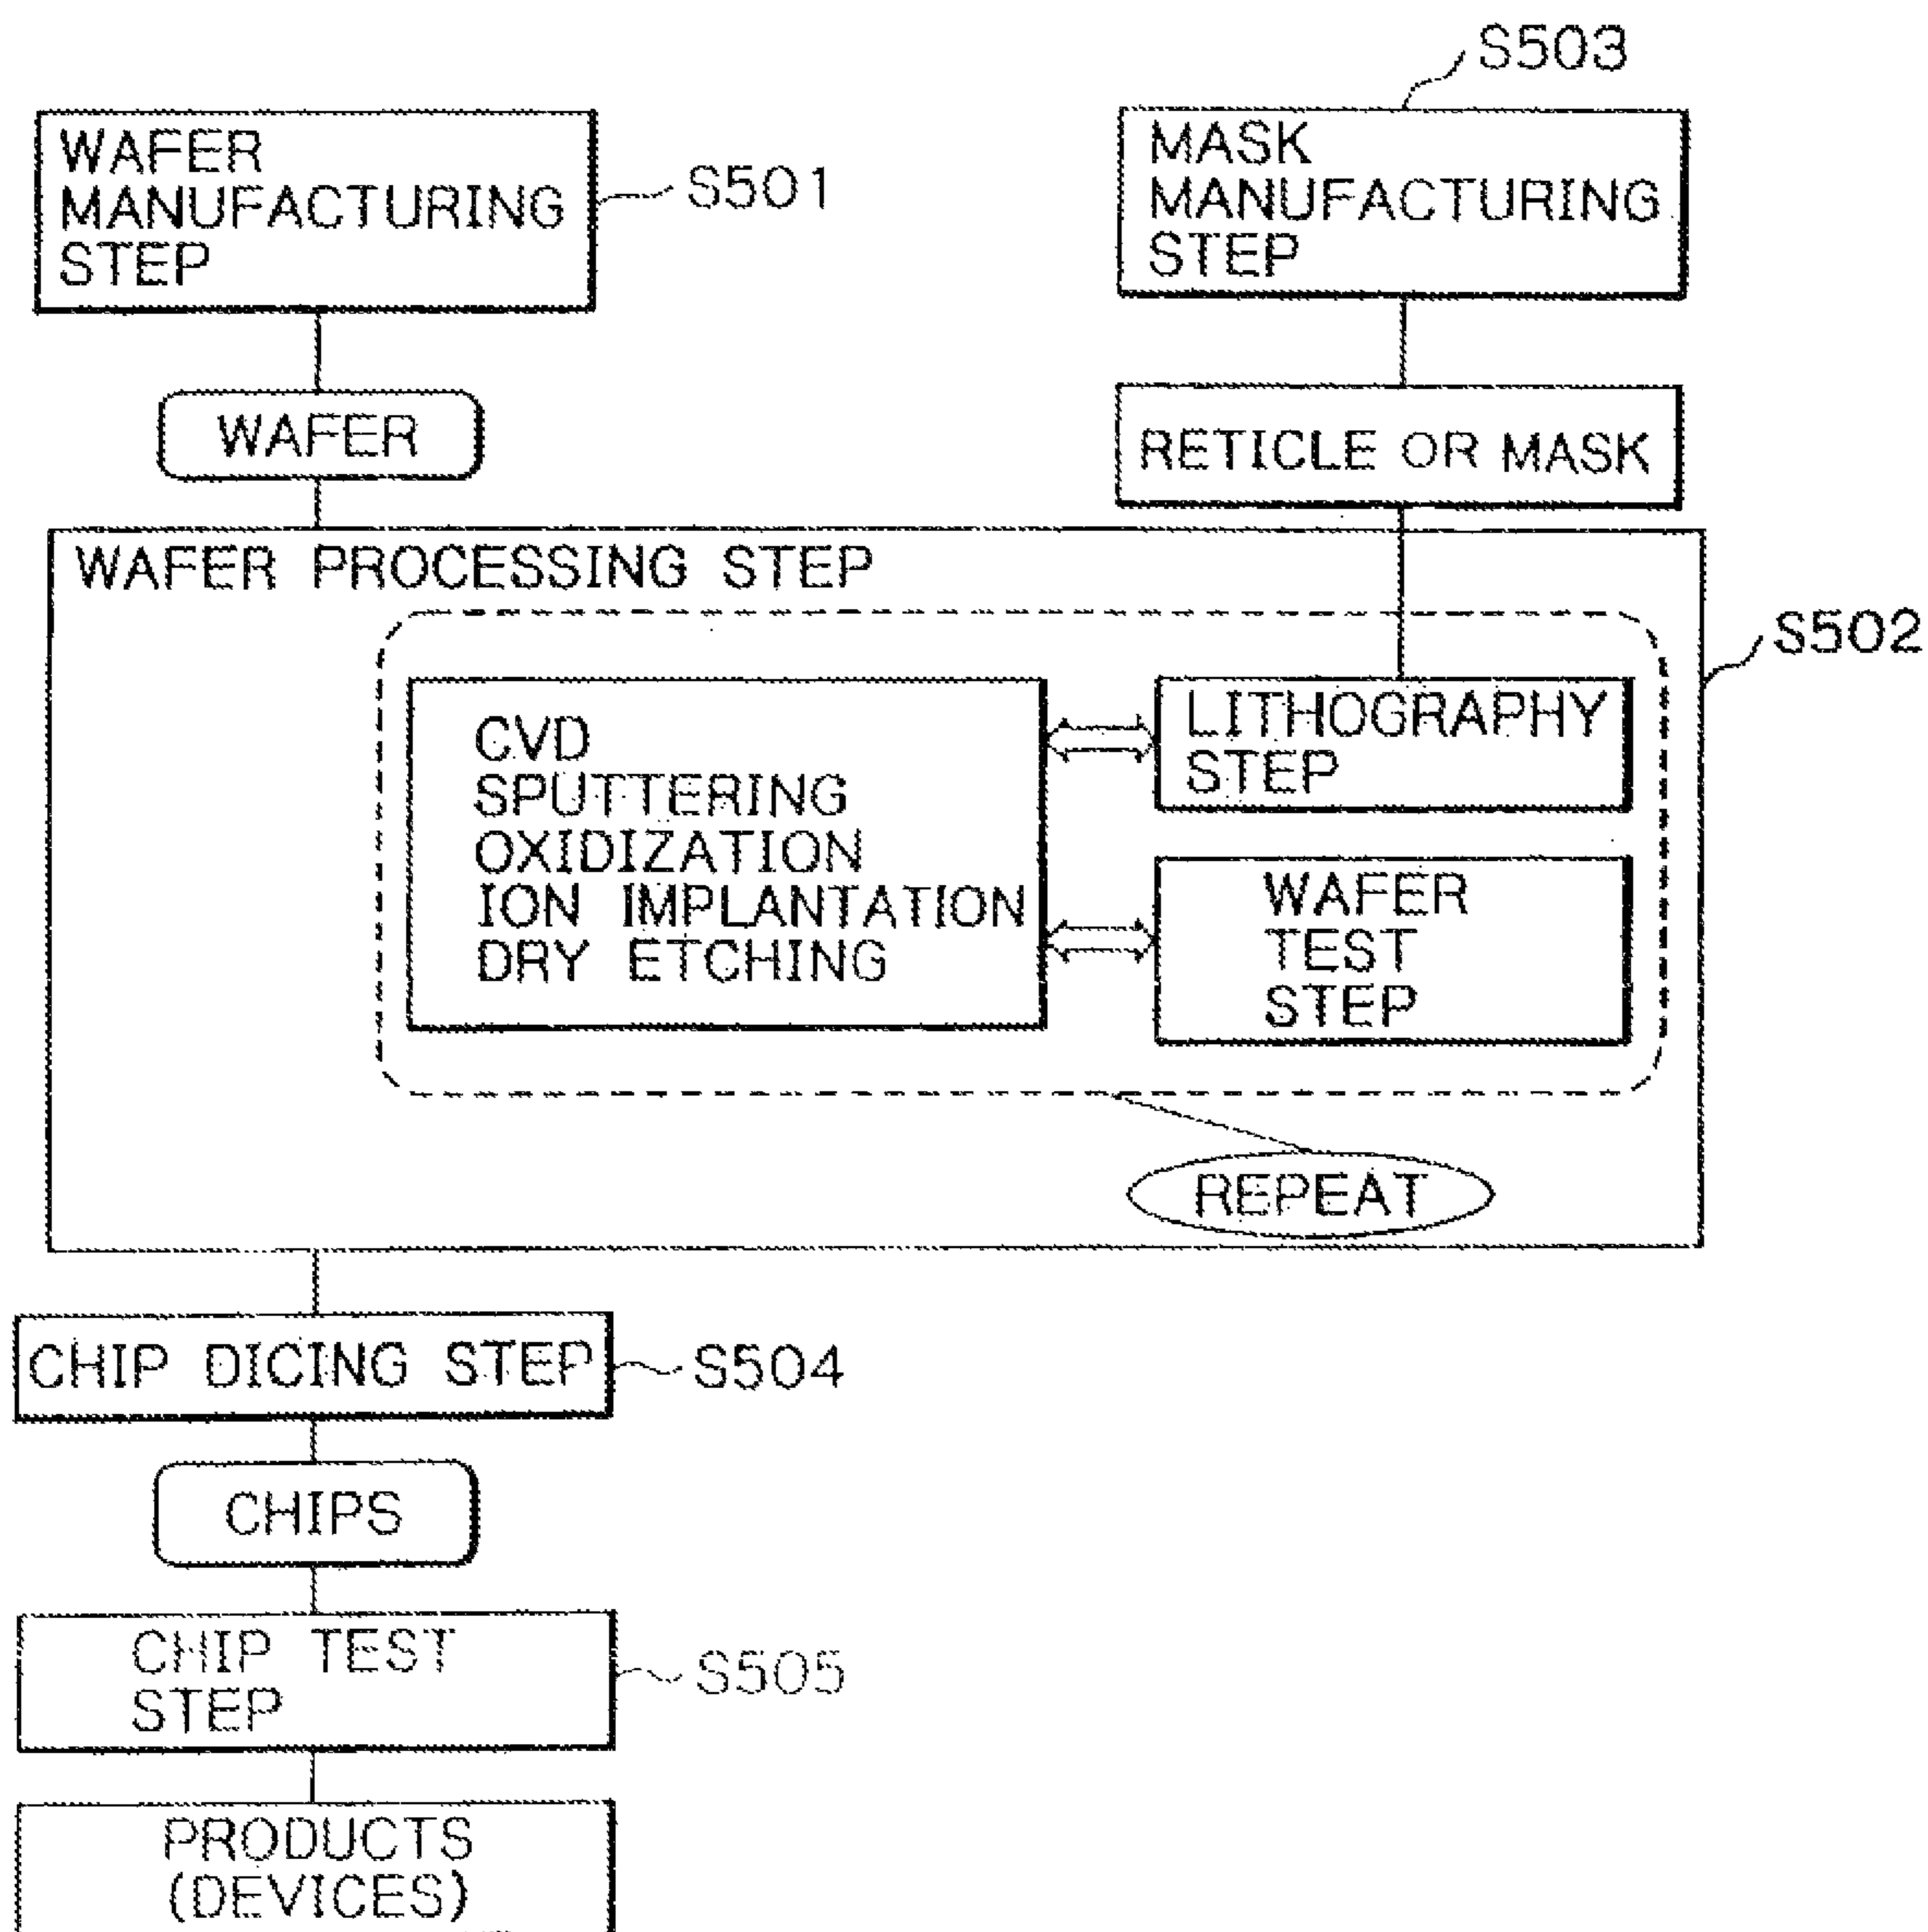 S503
WAFER
MANUFACTURING
STEP
S501
MASK
MANUFACTURING
STEP
WAFER
RETICLE OR MASK
WAFER PROCESSING STEP
S502
CVD
SPUTTERING
OXIDIZATION
ION IMPLANTATION
DRY ETCHING
LITHOGRAPHY
STEP
WAFER
TEST
STEP
REPEAT
CHIP DICING STEP
S504
CHIPS
CHIP TEST
STEP
S505
PRODUCTS
(DEVICES)